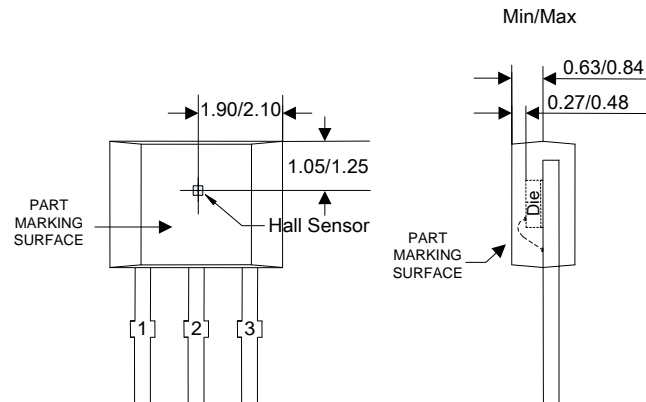 Min/Max
0.63/0.84
0.27/0.48
1.90/2.10
1.05/1.25
PART
MARKING
SURFACE
Hall Sensor
1
2
3
Die
PART
MARKING
SURFACE